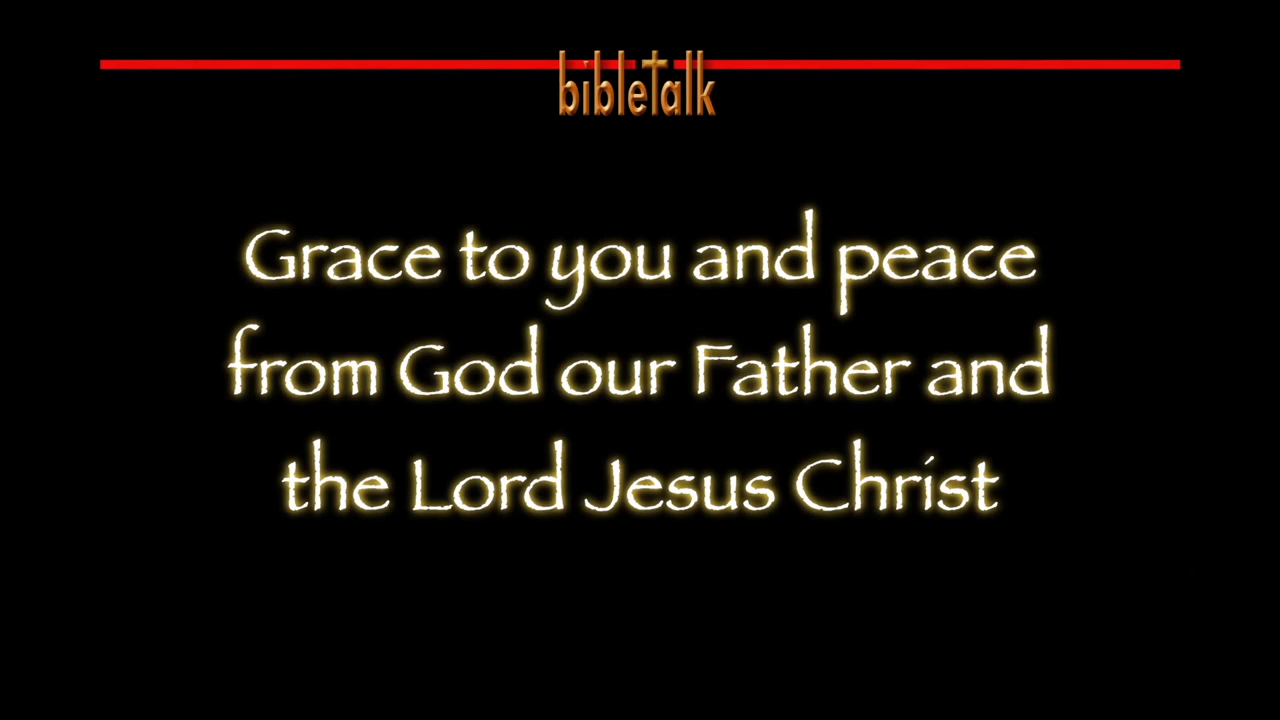 bibleTalk
Grace to you and peace
from God our Father and
the Lord Jesus Christ